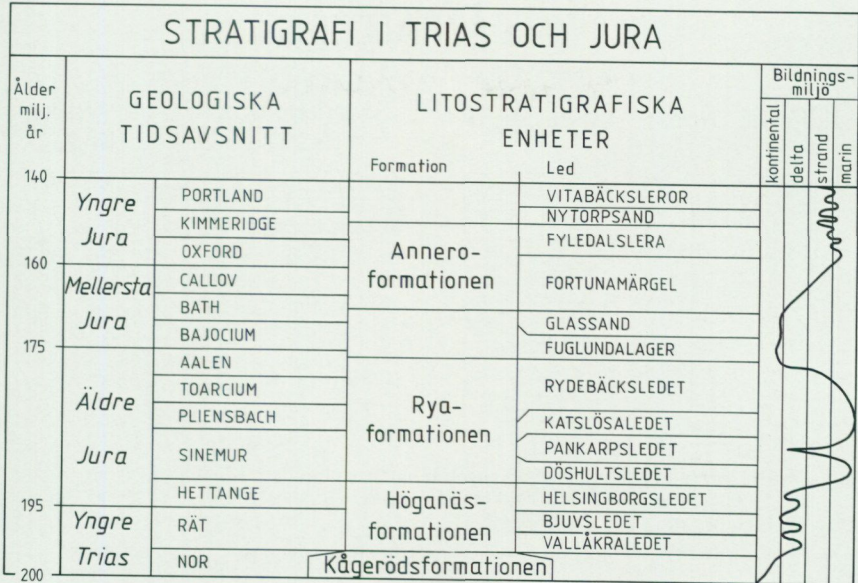 STRATIGRAFI I TRIAS OCH JURA
Ålder
milj.
år
GEOLOGISKA
TIDSAVSNITT
LITOSTRATIGRAFISKA
ENHETER
Formation
Led
Bildnings-
miljö
kontinental
delta
strand
marin
140
160
175
195
200
Yngre
Jura
Mellersta
Jura
Äldre
Jura
Yngre
Trias
PORTLAND
KIMMERIDGE
OXFORD
CALLOV
BATH
BAJOCIUM
AALEN
TOARCIUM
PLIENSBACH
SINEMUR
HETTANGE
RÄT
NOR
Annero-
formationen
Rya-
formationen
Höganäs-
formationen
Kågerödsformationen
VITABÄCKSLEROR
NYTORPSAND
FYLEDALSLERA
FORTUNAMÄRGEL
GLASSAND
FUGLUNDALAGER
RYDEBÄCKSLEDET
KATSLÖSALEDET
PANKARPSLEDET
DÖSHULTSLEDET
HELSINGBORGSLEDET
BJUVSLEDET
VALLÅKRALEDET